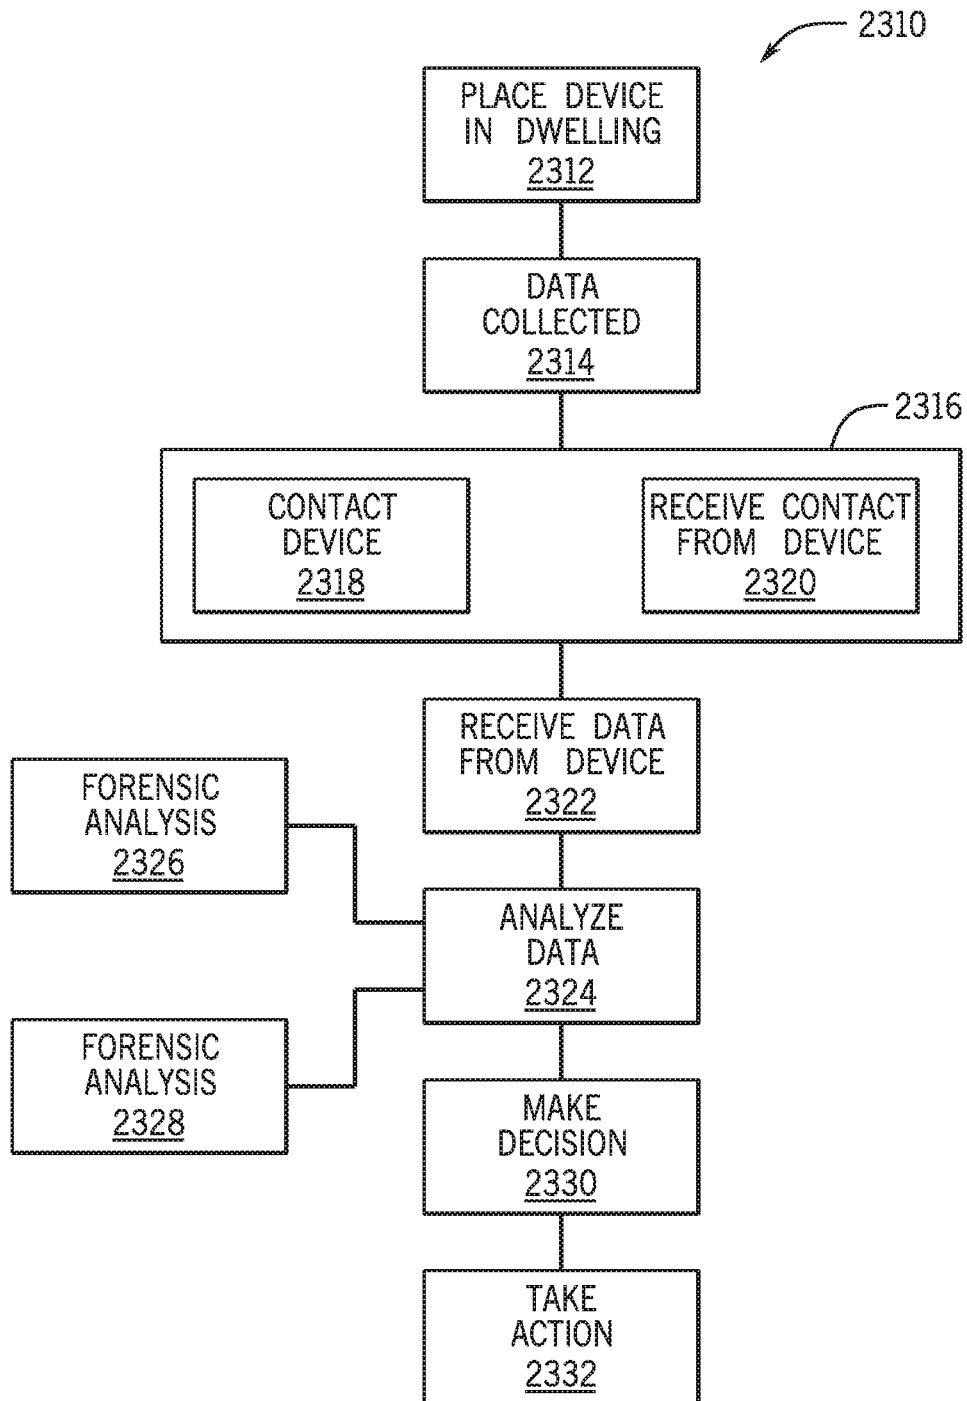 2310
PLACE DEVICE
IN DWELLING
2312
DATA
COLLECTED
2314
2316
CONTACT
DEVICE
2318
RECEIVE CONTACT
FROM DEVICE
2320
RECEIVE DATA
FROM DEVICE
2322
FORENSIC
ANALYSIS
2326
ANALYZE
DATA
2324
FORENSIC
ANALYSIS
2328
MAKE
DECISION
2330
TAKE
ACTION
2332